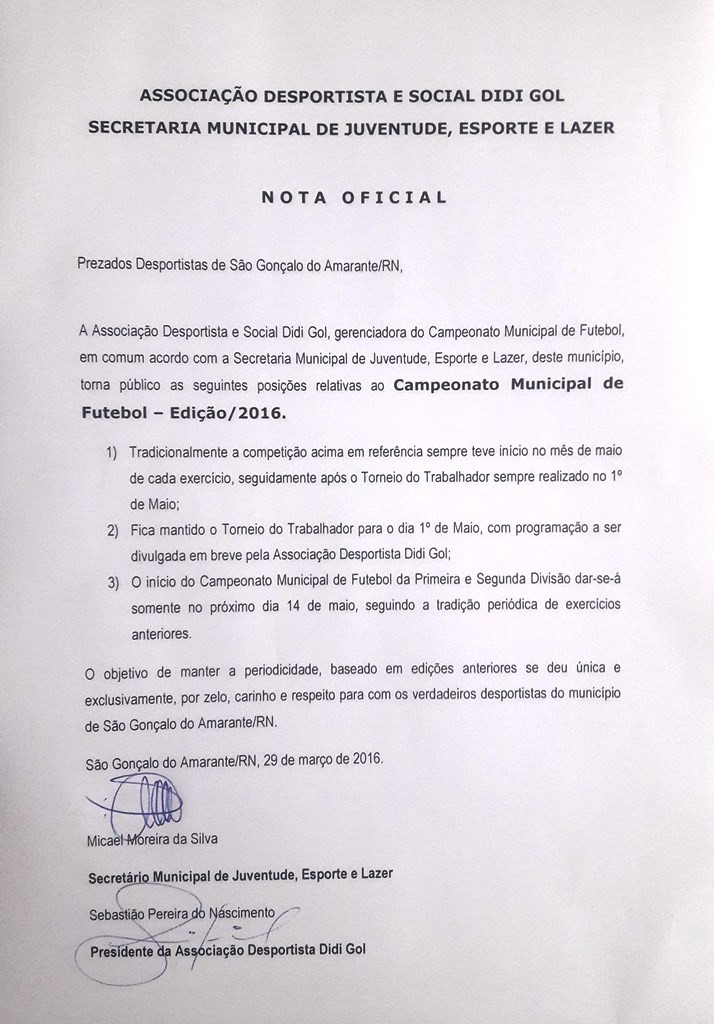 ASSOCIAÇÃO DESPORTISTA E SOCIAL DIDI GOL
SECRETARIA MUNICIPAL DE JUVENTUDE, ESPORTE E LAZER
NOTA OFICIAL
Prezados Desportistas de São Gonçalo do Amarante/RN,
A Associação Desportista e Social Didi Gol, gerenciadora do Campeonato Municipal de Futebol,
em comum acordo com a Secretaria Municipal de Juventude, Esporte e Lazer, deste município,
torna público as seguintes posições relativas ao Campeonato Municipal de
Futebol – Edição/2016.
1) Tradicionalmente a competição acima em referência sempre teve início no mês de maio
de cada exercício, seguidamente após o Torneio do Trabalhador sempre realizado no 1º
de Maio;
2) Fica mantido o Torneio do Trabalhador para o dia 1º de Maio, com programação a ser
divulgada em breve pela Associação Desportista Didi Gol;
3) O início do Campeonato Municipal de Futebol da Primeira e Segunda Divisão dar-se-á
somente no próximo dia 14 de maio, seguindo a tradição periódica de exercícios
anteriores.
O objetivo de manter a periodicidade, baseado em edições anteriores se deu única e
exclusivamente, por zelo, carinho e respeito para com os verdadeiros desportistas do município
de São Gonçalo do Amarante/RN.
São Gonçalo do Amarante/RN, 29 de março de 2016.
Micael Moreira da Silva
Secretário Municipal de Juventude, Esporte e Lazer
Sebastião Pereira do Nascimento
Presidente da Associação Desportista Didi Gol